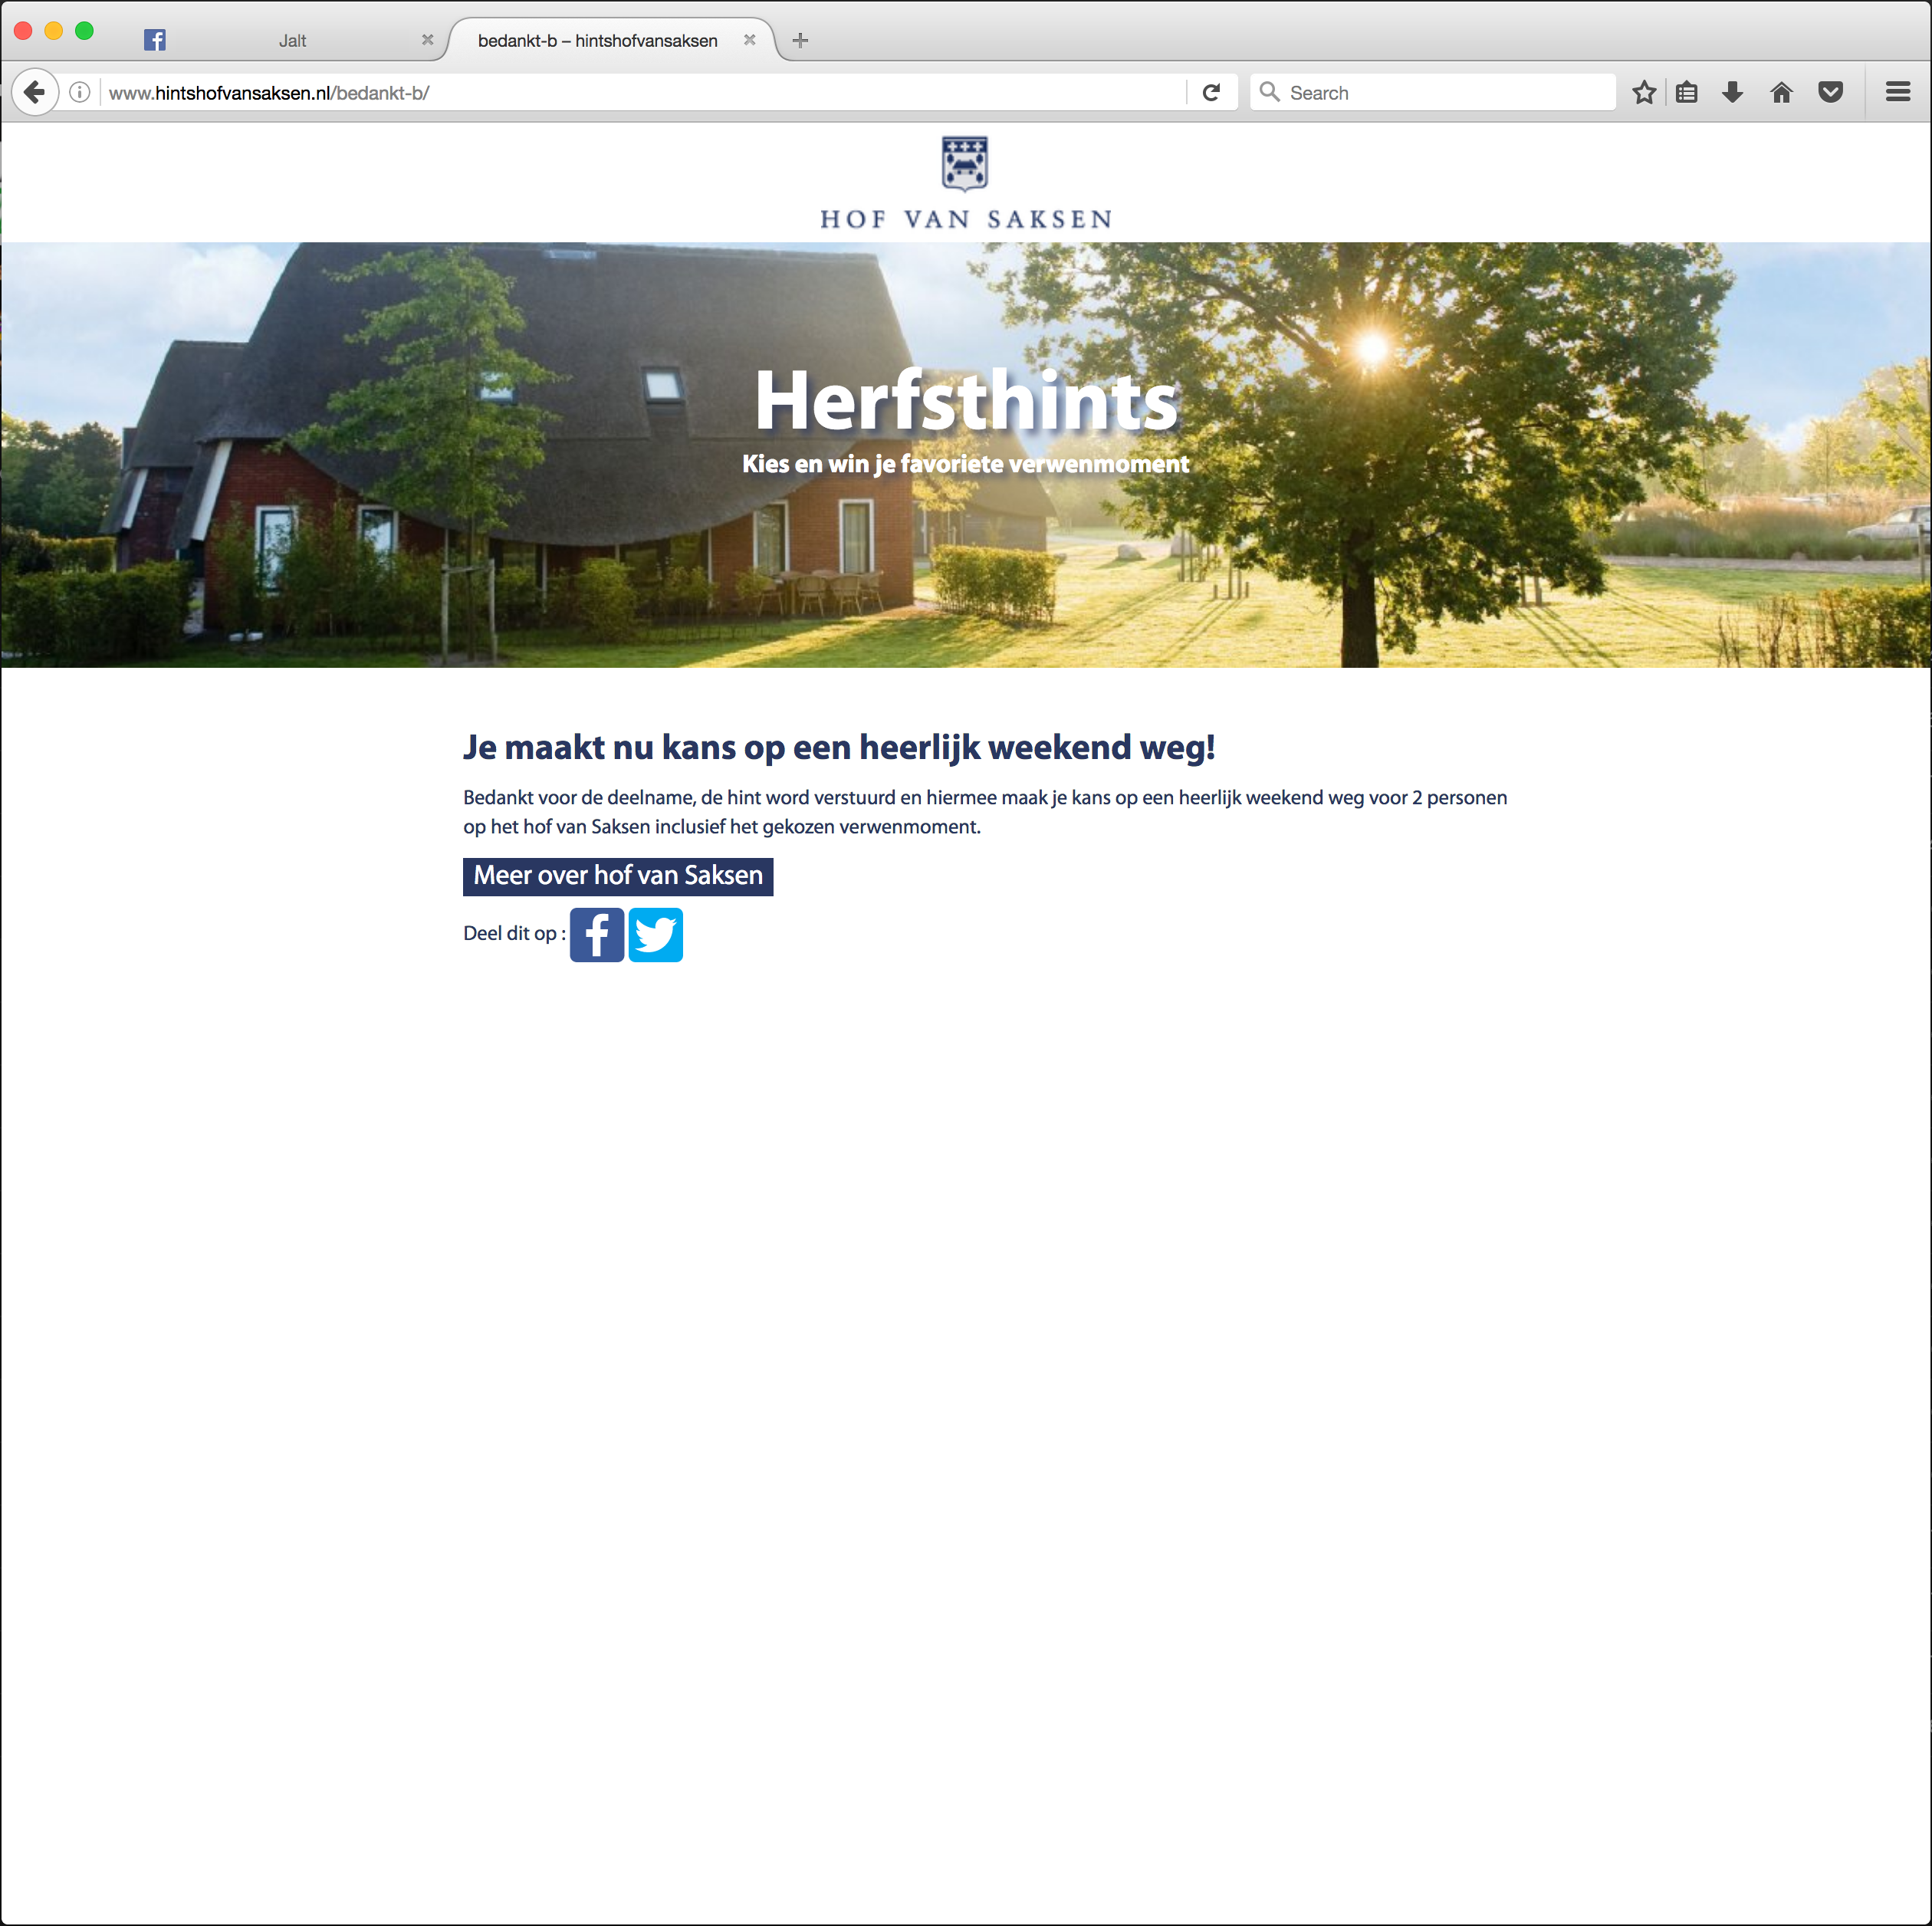 Jalt
bedankt-b – hintshofvansaksen
www.hintshofvansaksen.nl/bedankt-b/
Search
HOF VAN SAKSEN
Herfsthints
Kies en win je favoriete verwenmoment
Je maakt nu kans op een heerlijk weekend weg!
Bedankt voor de deelname, de hint word verstuurd en hiermee maak je kans op een heerlijk weekend weg voor 2 personen
op het hof van Saksen inclusief het gekozen verwenmoment.
Meer over hof van Saksen
Deel dit op :